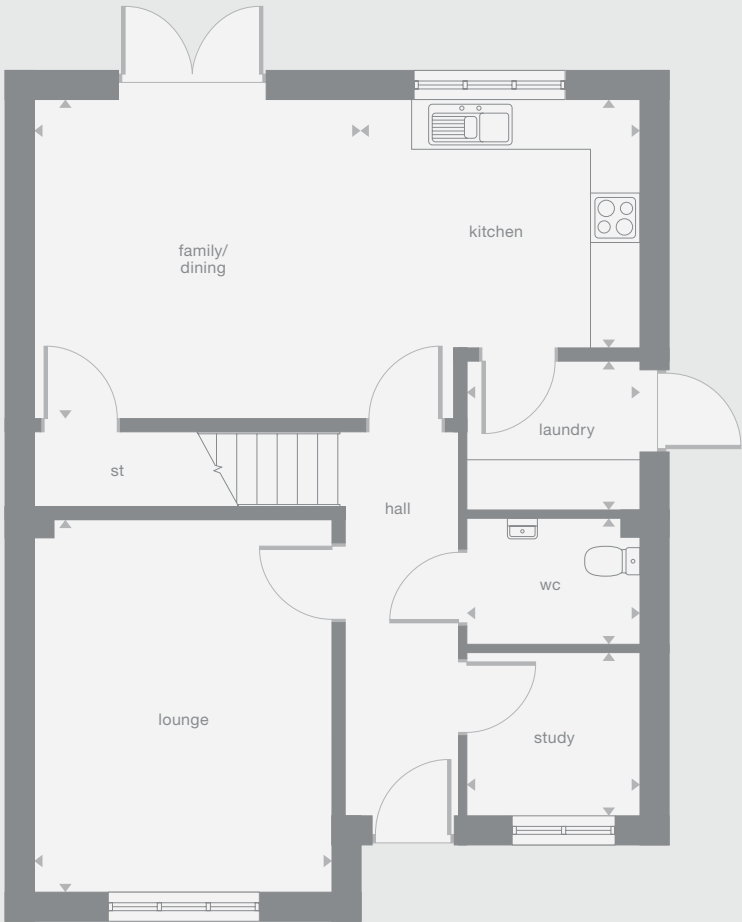 kitchen
family/
dining
laundry
st
hall
wc
lounge
study